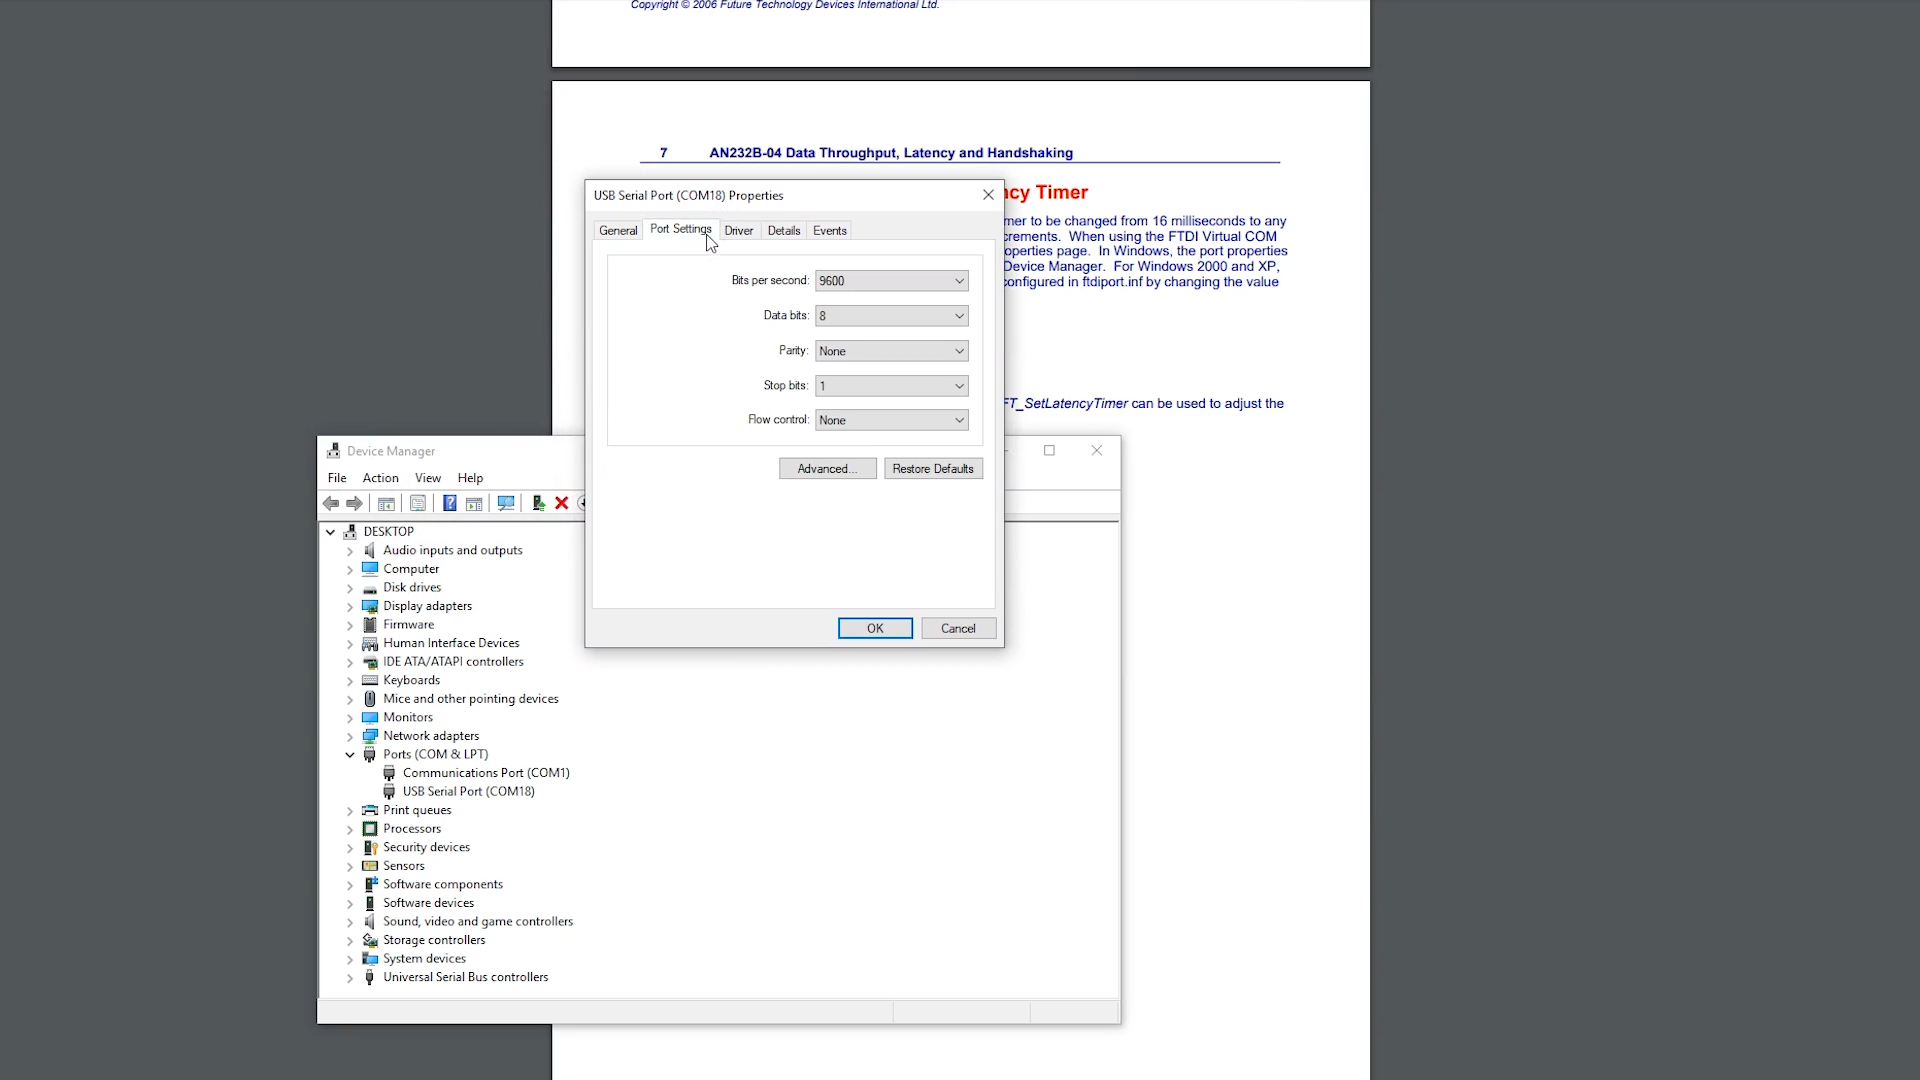 Copyright © 2006 Future Technology Devices International Ltd.
7 AN232B-04 Data Throughput, Latency and Handshaking
cy Timer
mer to be changed from 16 milliseconds to any
crements. When using the FTDI Virtual COM
operties page. In Windows, the port properties
Device Manager. For Windows 2000 and XP,
configured in ftdiport.inf by changing the value
FT_SetLatencyTimer can be used to adjust the
USB Serial Port (COM18) Properties
General Port Settings Driver Details Events
Bits per second: 9600
Data bits: 8
Parity: None
Stop bits: 1
Flow control: None
Advanced... Restore Defaults
OK Cancel
Device Manager
File Action View Help
DESKTOP
Audio inputs and outputs
Computer
Disk drives
Display adapters
Firmware
Human Interface Devices
IDE ATA/ATAPI controllers
Keyboards
Mice and other pointing devices
Monitors
Network adapters
Ports (COM & LPT)
Communications Port (COM1)
USB Serial Port (COM18)
Print queues
Processors
Security devices
Sensors
Software components
Software devices
Sound, video and game controllers
Storage controllers
System devices
Universal Serial Bus controllers